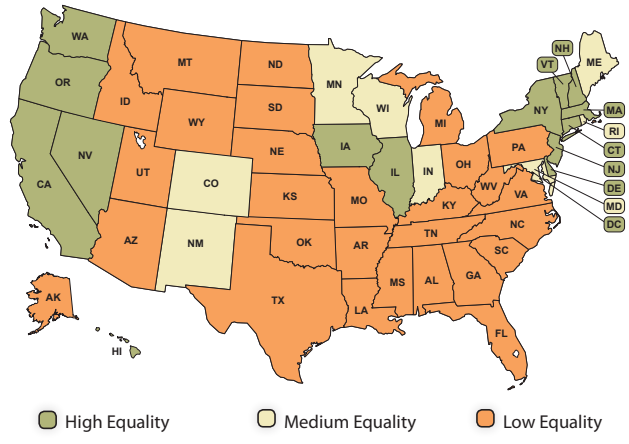 WA
OR
CA
NV
ID
MT
WY
UT
AZ
CO
NM
ND
SD
NE
KS
OK
TX
MN
IA
MO
AR
LA
WI
IL
MI
IN
OH
KY
TN
MS
AL
GA
FL
SC
NC
VA
WV
PA
NY
VT
NH
ME
MA
RI
CT
NJ
DE
MD
DC
AK
HI
High Equality
Medium Equality
Low Equality